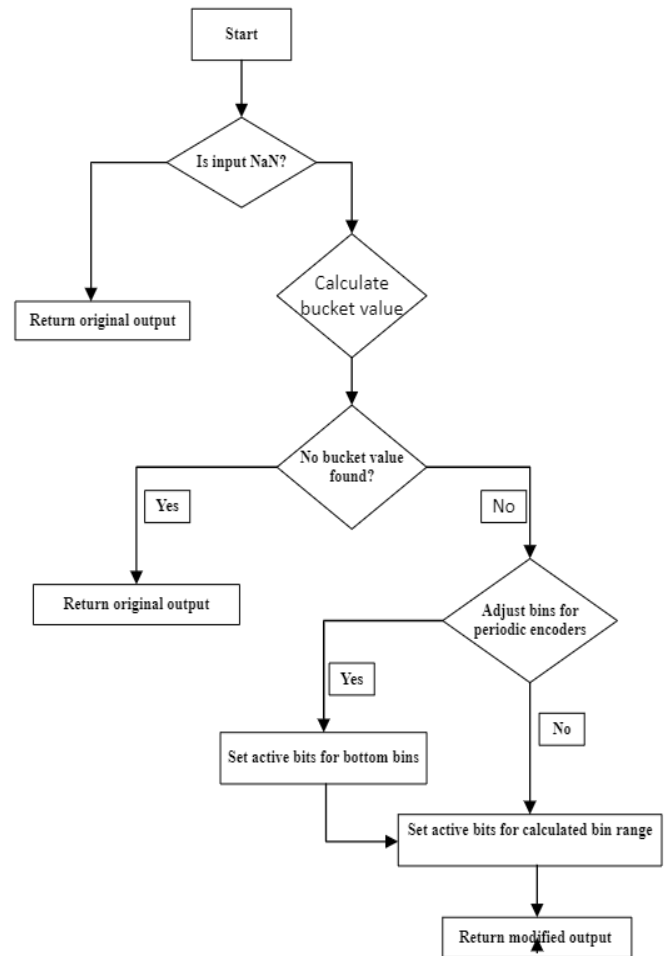 Start
Is input NaN?
Return original output
Calculate
bucket value
No bucket value
found?
Yes
No
Return original output
Adjust bins for
periodic encoders
Yes
No
Set active bits for bottom bins
Set active bits for calculated bin range
Return modified output